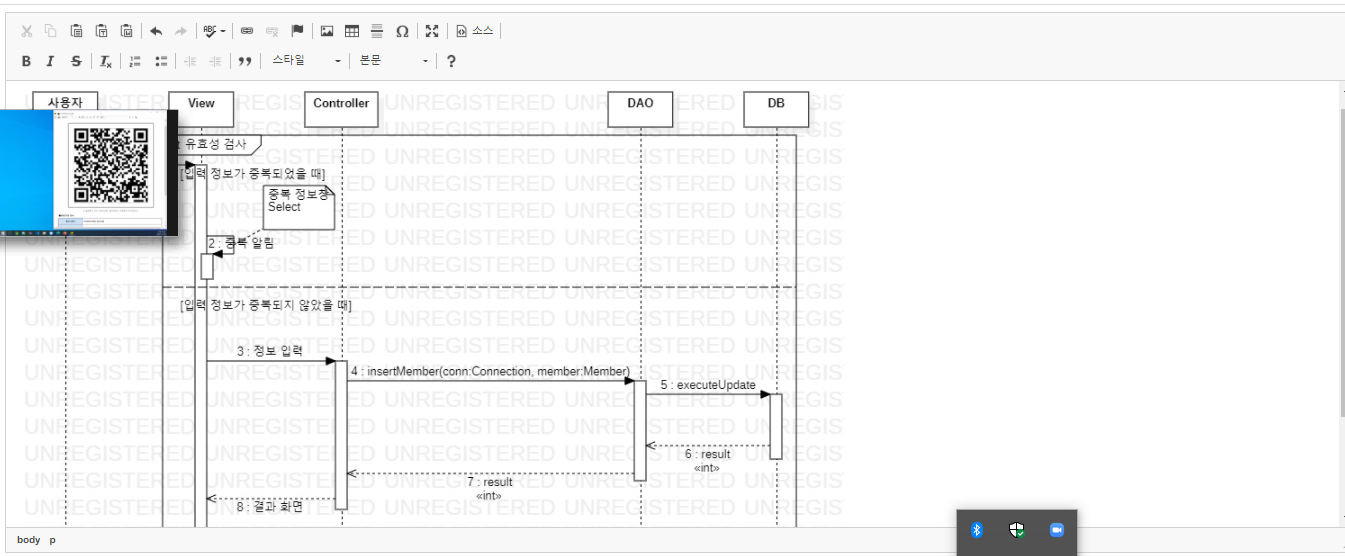 ABC
소스
B I S Tx
스타일
본문
?
사용자
View
Controller
DAO
DB
유효성 검사
[입력 정보가 중복되었을 때]
중복 정보창
Select
2 : 중복 알림
[입력 정보가 중복되지 않았을 때]
3 : 정보 입력
4 : insertMember(conn:Connection, member:Member)
5 : executeUpdate
6 : result
«int»
7 : result
«int»
8 : 결과 화면
UNREGISTERED UNREGISTERED UNREGISTERED UNREGISTERED UNREGIS
body p